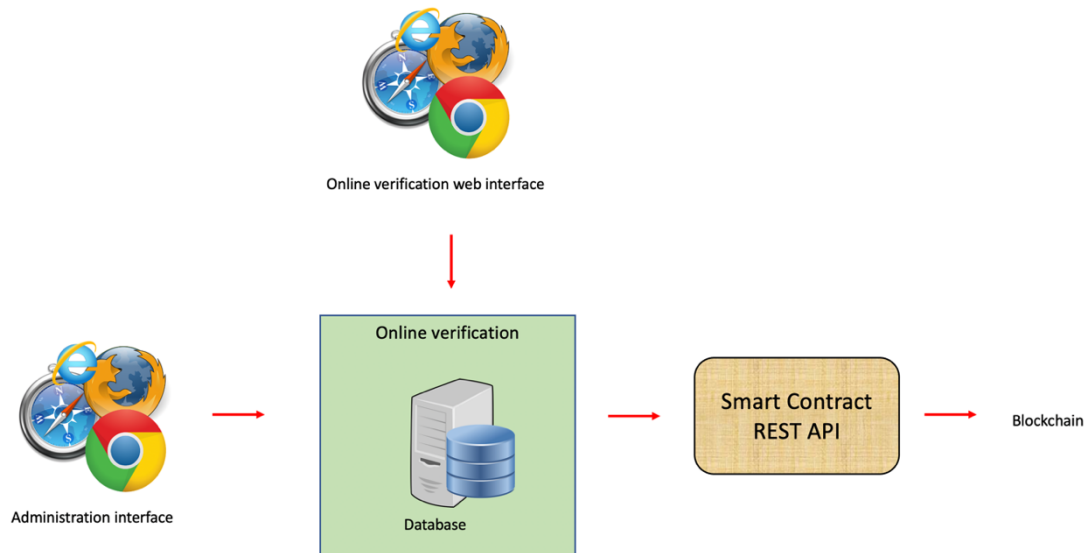 Online verification web interface
Online verification
Smart Contract
REST API
Blockchain
Database
Administration interface